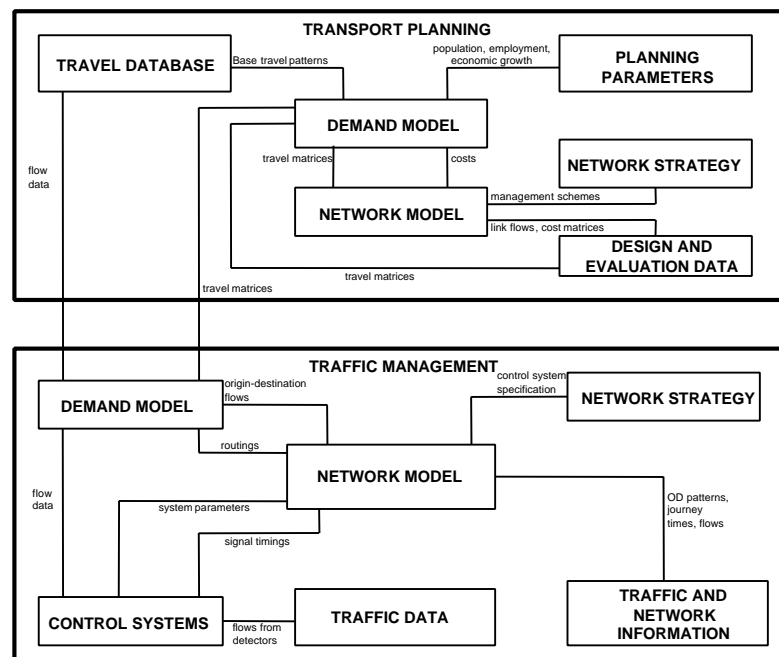 TRANSPORT PLANNING
TRAVEL DATABASE
Base travel patterns
population, employment,
economic growth
PLANNING
PARAMETERS
DEMAND MODEL
flow
data
travel matrices
costs
NETWORK STRATEGY
management schemes
NETWORK MODEL
link flows, cost matrices
DESIGN AND
EVALUATION DATA
travel matrices
travel matrices
TRAFFIC MANAGEMENT
DEMAND MODEL
origin-destination
flows
control system
specification
NETWORK STRATEGY
routings
NETWORK MODEL
flow
data
system parameters
OD patterns,
journey
times, flows
signal timings
CONTROL SYSTEMS
flows from
detectors
TRAFFIC DATA
TRAFFIC AND
NETWORK
INFORMATION